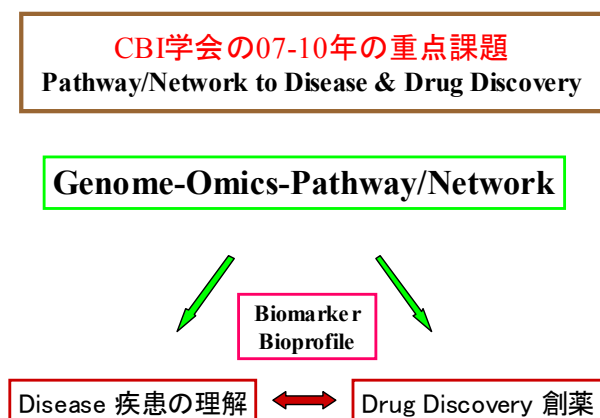 CBI学会の07-10年の重点課題
Pathway/Network to Disease & Drug Discovery
Genome-Omics-Pathway/Network
Biomarker
Bioprofile
Disease 疾患の理解
Drug Discovery 創薬